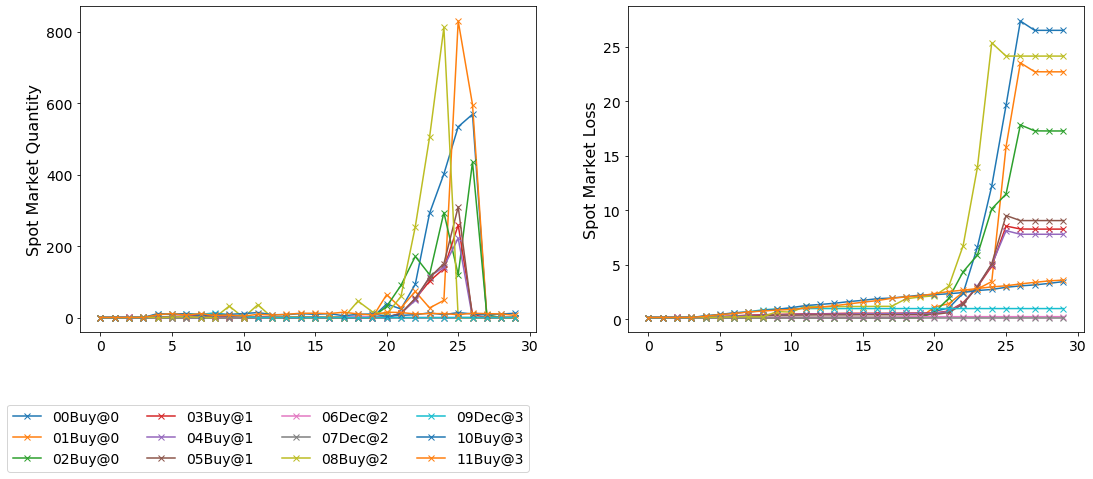 Spot Market Quantity
800
600
400
200
0
0 5 10 15 20 25 30
Spot Market Loss
25
20
15
10
5
0
0 5 10 15 20 25 30
00Buy@0 03Buy@1 06Dec@2 09Dec@3
01Buy@0 04Buy@1 07Dec@2 10Buy@3
02Buy@0 05Buy@1 08Buy@2 11Buy@3